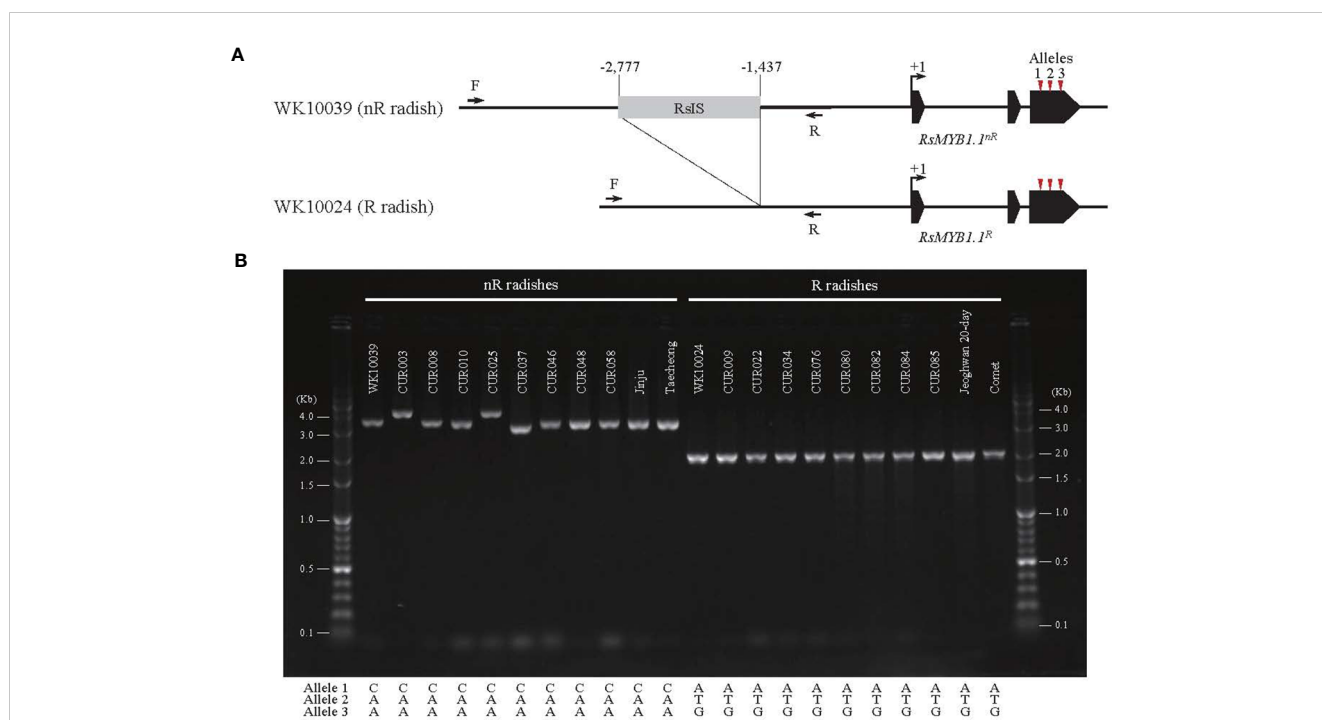 A
-2,777
-1,437
+1
Alleles
1 2 3
F
WK10039 (nR radish)
RsIS
R
RsMYB1.1nR
F
+1
WK10024 (R radish)
R
RsMYB1.1R
B
nR radishes
R radishes
WK10039
CUR003
CUR008
CUR010
CUR025
CUR037
CUR046
CUR048
CUR058
Jinju
Taecheong
WK10024
CUR009
CUR022
CUR034
CUR076
CUR080
CUR082
CUR084
CUR085
Jeoghwan 20-day
Comet
(Kb)
4.0
3.0
2.0
1.5
1.0
0.5
0.1
(Kb)
4.0
3.0
2.0
1.5
1.0
0.5
0.1
Allele 1 C C C C C C C C C C C A A A A A A A A A A A
Allele 2 A A A A A A A A A A A T T T T T T T T T T T
Allele 3 A A A A A A A A A A A G G G G G G G G G G G